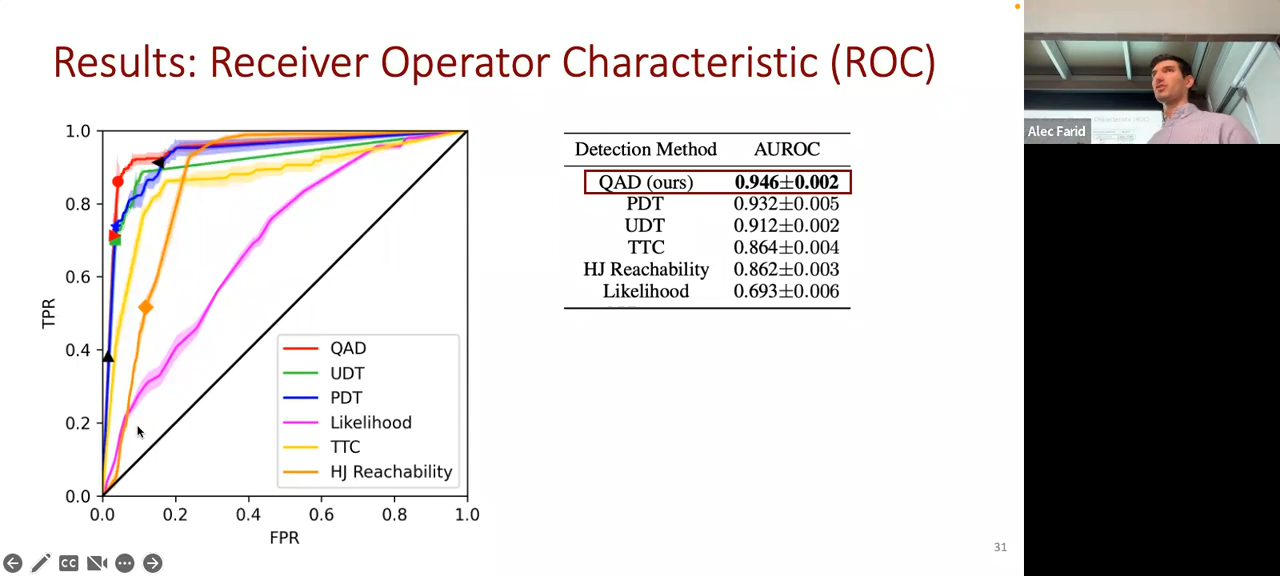 Results: Receiver Operator Characteristic (ROC)
Alec Farid
1.0
0.8
0.6
0.4
0.2
0.0
TPR
0.0 0.2 0.4 0.6 0.8 1.0
FPR
QAD
UDT
PDT
Likelihood
TTC
HJ Reachability
Detection Method AUROC
QAD (ours) 0.946±0.002
PDT 0.932±0.005
UDT 0.912±0.002
TTC 0.864±0.004
HJ Reachability 0.862±0.003
Likelihood 0.693±0.006
CC
31